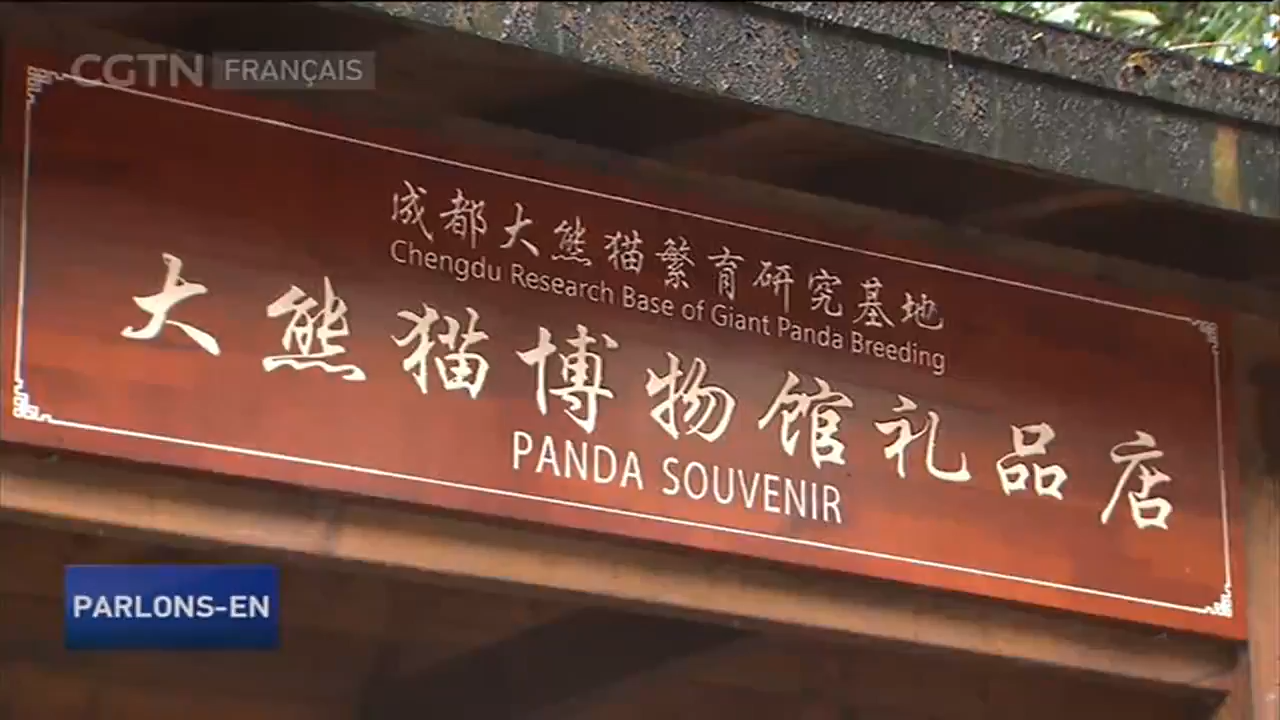 CGTN FRANÇAIS
成都大熊猫繁育研究基地
Chengdu Research Base of Giant Panda Breeding
大熊猫博物馆礼品店
PANDA SOUVENIR
PARLONS-EN